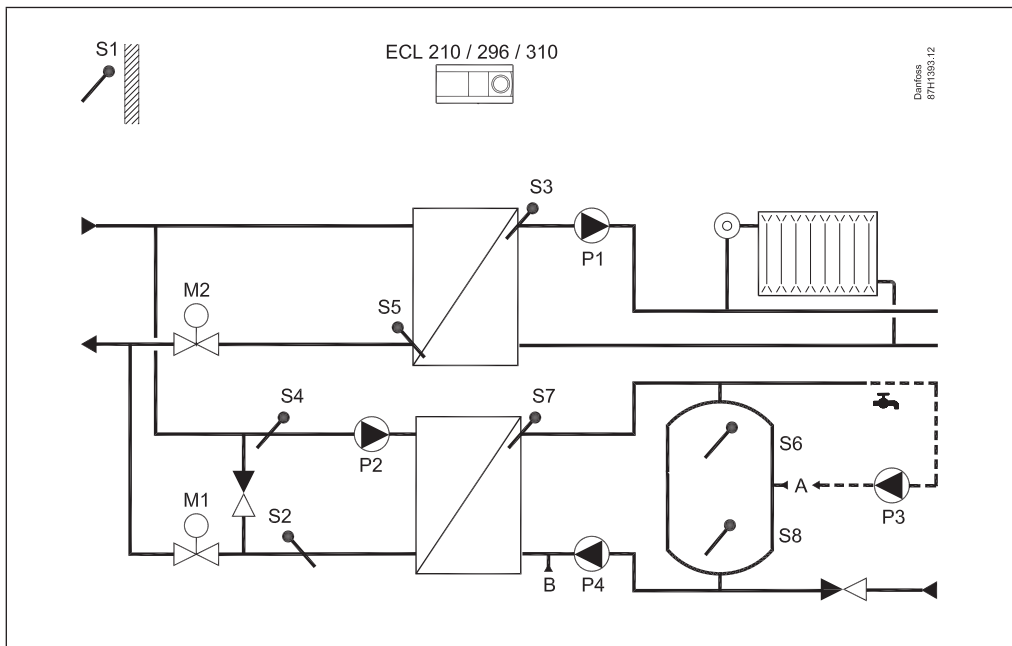 S1
ECL 210 / 296 / 310
Danfoss
87H1393.12
S3
P1
M2
S5
S4
S7
P2
S6
A
P3
M1
S2
S8
B
P4